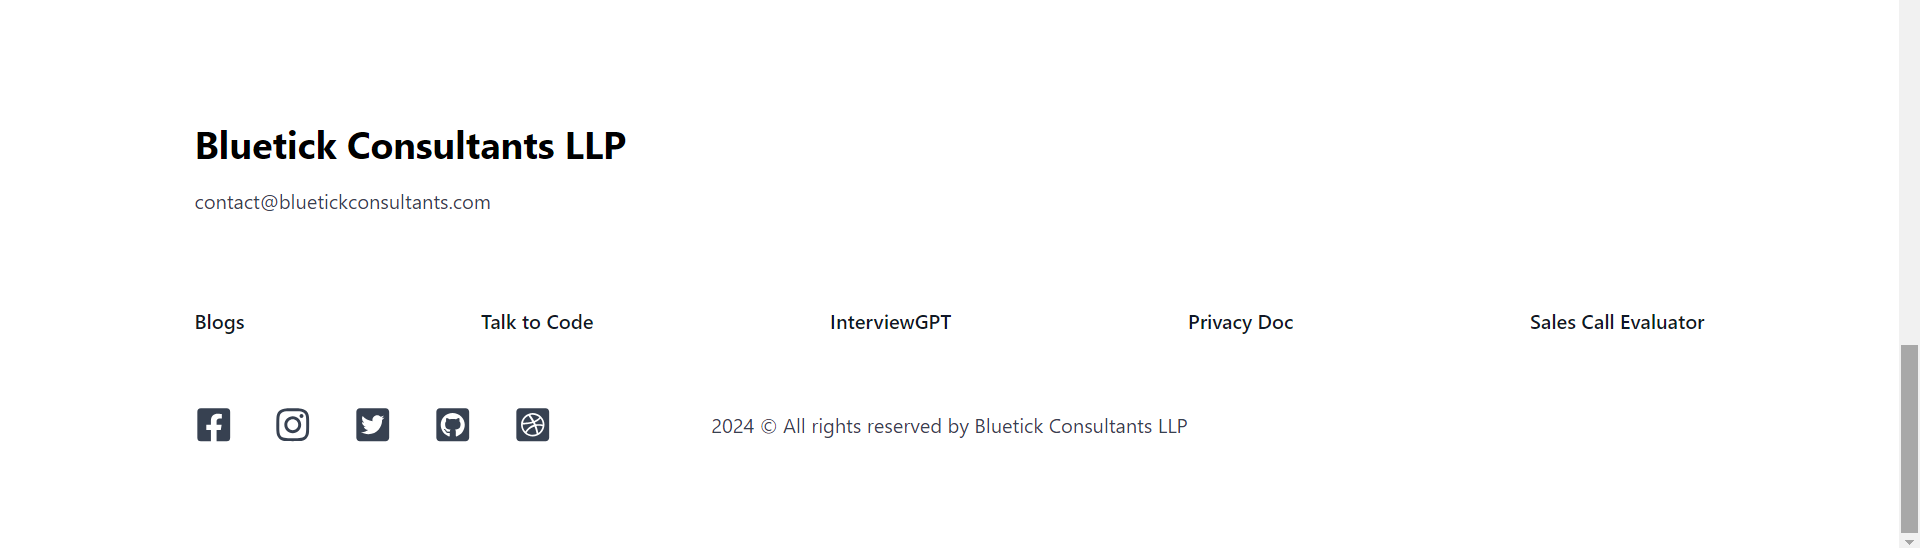 Bluetick Consultants LLP
contact@bluetickconsultants.com
Blogs Talk to Code InterviewGPT Privacy Doc Sales Call Evaluator
2024 © All rights reserved by Bluetick Consultants LLP